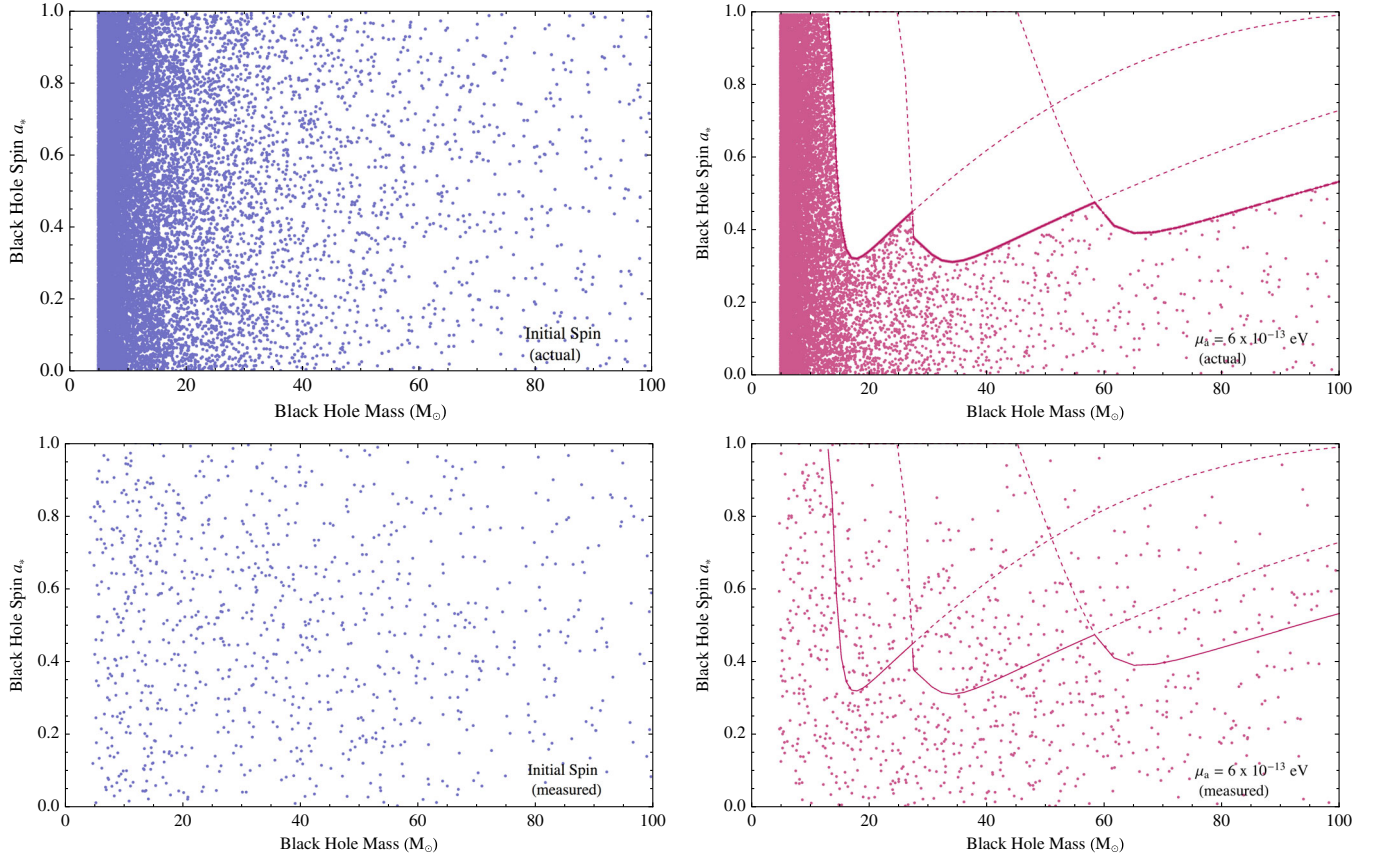 1.0
0.8
0.6
0.4
0.2
0.0
Black Hole Spin a*
Initial Spin
(actual)
0 20 40 60 80 100
Black Hole Mass (M⊙)
1.0
0.8
0.6
0.4
0.2
0.0
Black Hole Spin a*
μa = 6 x 10⁻¹³ eV
(actual)
0 20 40 60 80 100
Black Hole Mass (M⊙)
1.0
0.8
0.6
0.4
0.2
0.0
Black Hole Spin a*
Initial Spin
(measured)
0 20 40 60 80 100
Black Hole Mass (M⊙)
1.0
0.8
0.6
0.4
0.2
0.0
Black Hole Spin a*
μa = 6 x 10⁻¹³ eV
(measured)
0 20 40 60 80 100
Black Hole Mass (M⊙)